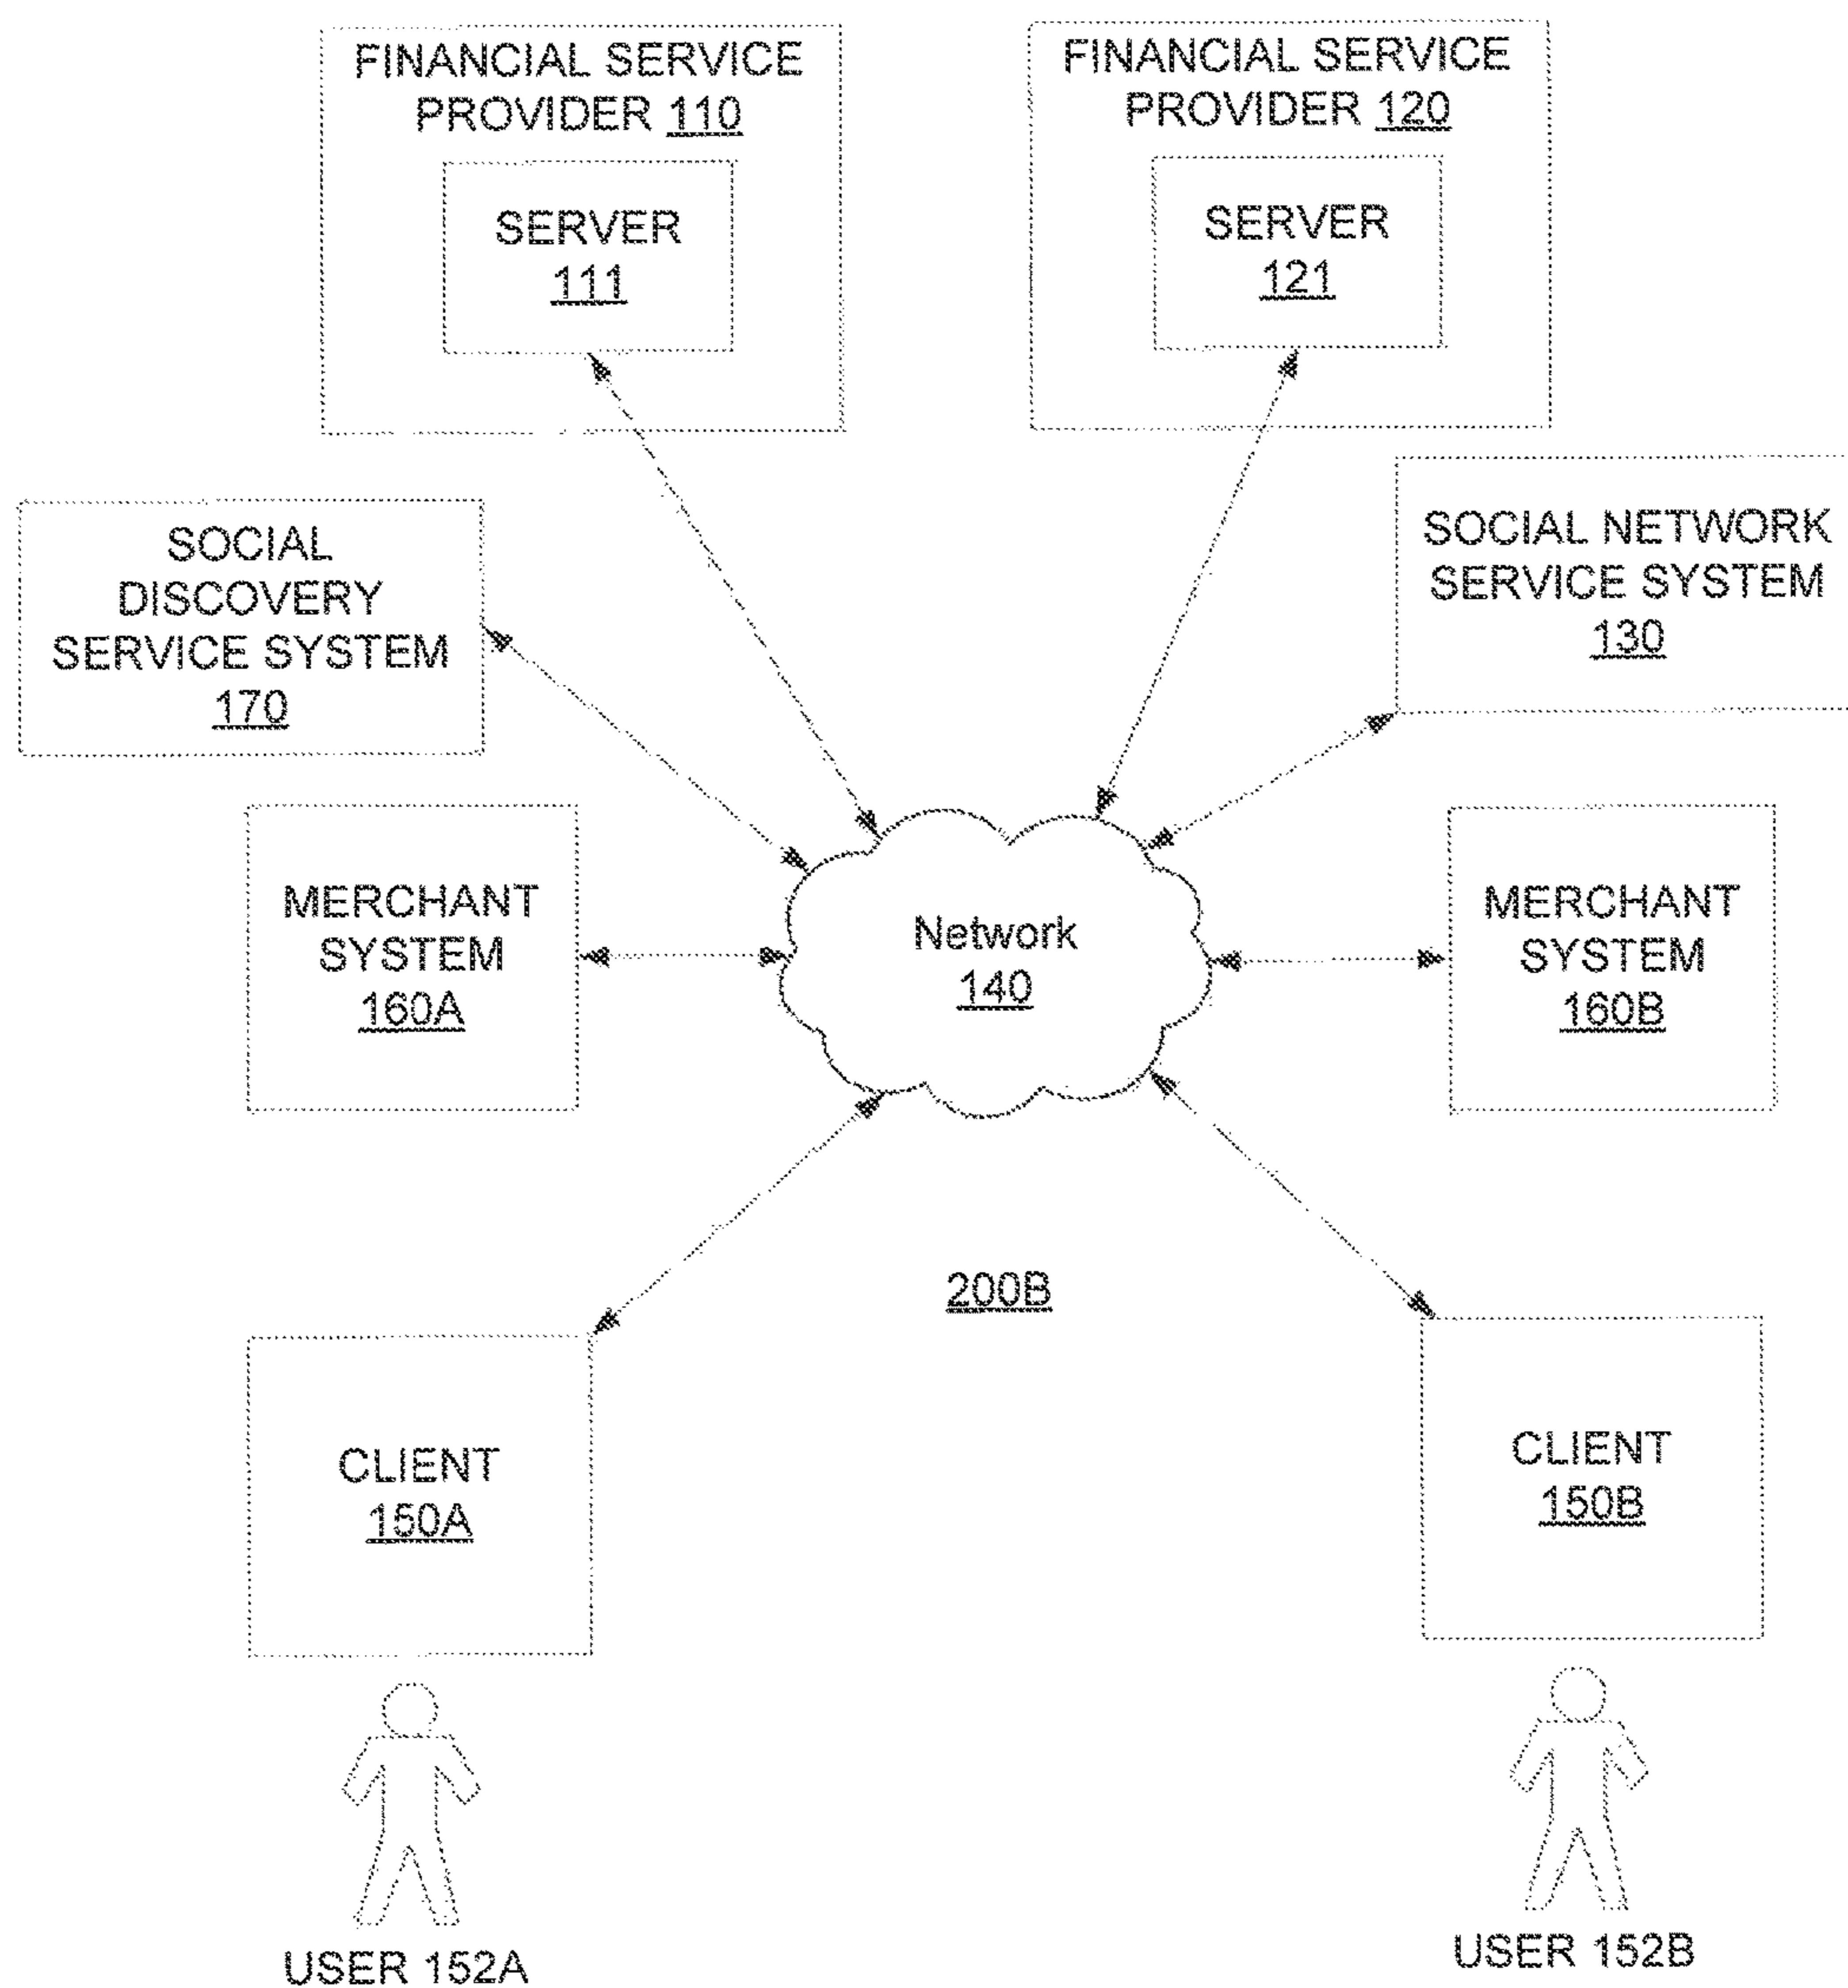 FINANCIAL SERVICE
PROVIDER 110
SERVER
111
FINANCIAL SERVICE
PROVIDER 120
SERVER
121
SOCIAL
DISCOVERY
SERVICE SYSTEM
170
SOCIAL NETWORK
SERVICE SYSTEM
130
MERCHANT
SYSTEM
160A
Network
140
MERCHANT
SYSTEM
160B
200B
CLIENT
150A
CLIENT
150B
USER 152A
USER 152B